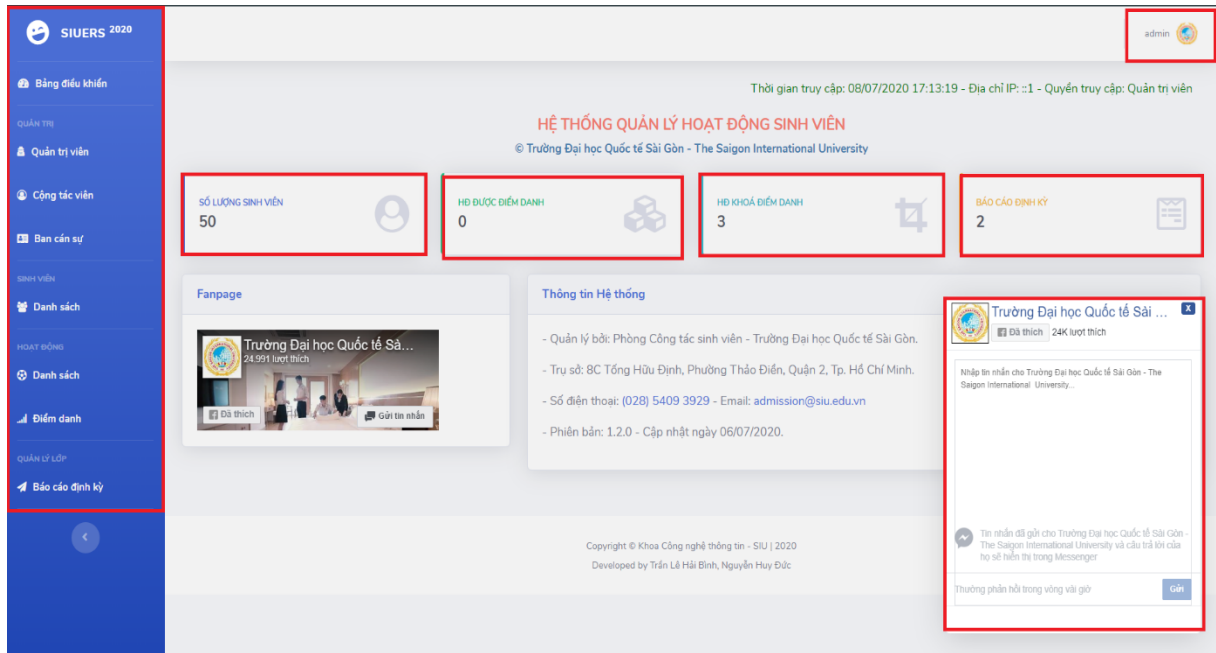 SIUERS 2020
admin
Bảng điều khiển
QUẢN TRỊ
Quản trị viên
Cộng tác viên
Ban cán sự
SINH VIÊN
Danh sách
HOẠT ĐỘNG
Danh sách
Điểm danh
QUẢN LÝ LỚP
Báo cáo định kỳ
Thời gian truy cập: 08/07/2020 17:13:19 - Địa chỉ IP: ::1 - Quyền truy cập: Quản trị viên
HỆ THỐNG QUẢN LÝ HOẠT ĐỘNG SINH VIÊN
© Trường Đại học Quốc tế Sài Gòn - The Saigon International University
SỐ LƯỢNG SINH VIÊN
50
HĐ ĐƯỢC ĐIỂM DANH
0
HĐ KHOÁ ĐIỂM DANH
3
BÁO CÁO ĐỊNH KỲ
2
Fanpage
Trường Đại học Quốc tế Sà...
24,991 lượt thích
Đã thích
Gửi tin nhắn
Thông tin Hệ thống
- Quản lý bởi: Phòng Công tác sinh viên - Trường Đại học Quốc tế Sài Gòn.
- Trụ sở: 8C Tống Hữu Định, Phường Thảo Điền, Quận 2, Tp. Hồ Chí Minh.
- Số điện thoại: (028) 5409 3929 - Email: admission@siu.edu.vn
- Phiên bản: 1.2.0 - Cập nhật ngày 06/07/2020.
Trường Đại học Quốc tế Sài ...
X
Đã thích
24K lượt thích
Nhập tin nhắn cho Trường Đại học Quốc tế Sài Gòn - The
Saigon International University...
Tin nhắn đã gửi cho Trường Đại học Quốc tế Sài Gòn -
The Saigon International University và câu trả lời của
họ sẽ hiển thị trong Messenger
Thường phản hồi trong vòng vài giờ
Gửi
Copyright © Khoa Công nghệ thông tin - SIU | 2020
Developed by Trần Lê Hải Bình, Nguyễn Huy Đức